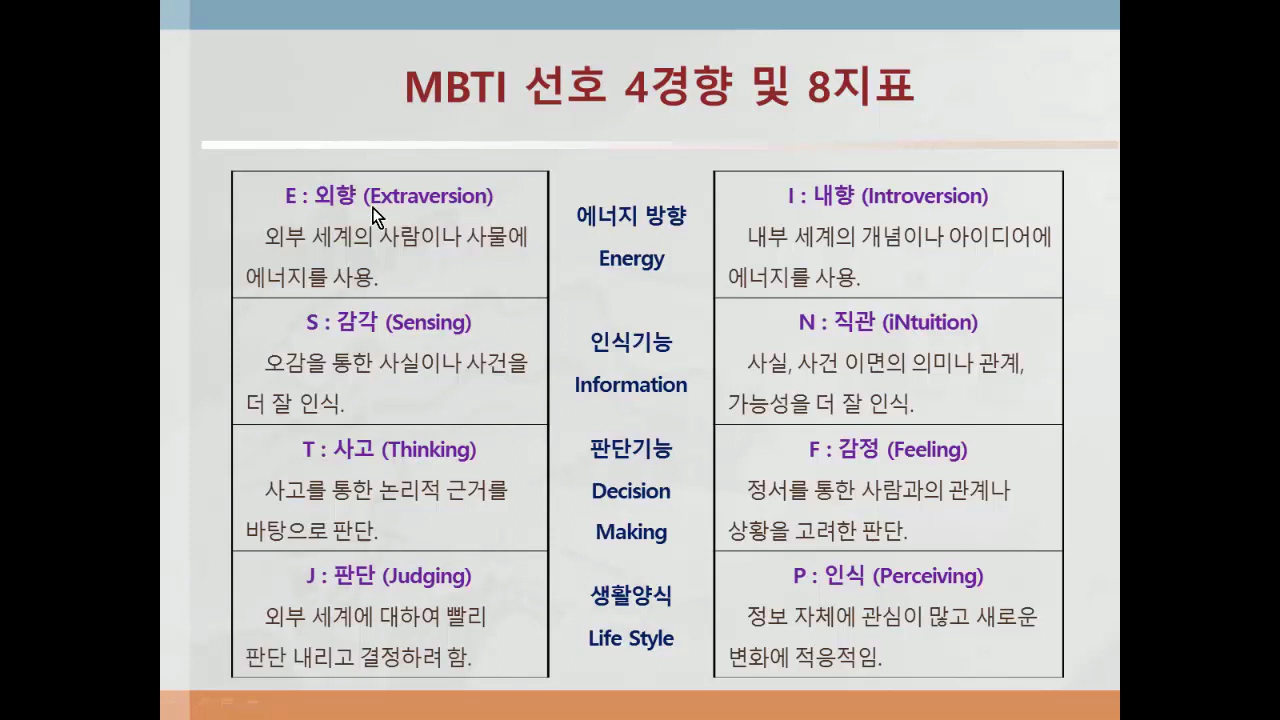 MBTI 선호 4경향 및 8지표
E : 외향 (Extraversion)
외부 세계의 사람이나 사물에
에너지를 사용.
에너지 방향
Energy
I : 내향 (Introversion)
내부 세계의 개념이나 아이디어에
에너지를 사용.
S : 감각 (Sensing)
오감을 통한 사실이나 사건을
더 잘 인식.
인식기능
Information
N : 직관 (iNtuition)
사실, 사건 이면의 의미나 관계,
가능성을 더 잘 인식.
T : 사고 (Thinking)
사고를 통한 논리적 근거를
바탕으로 판단.
판단기능
Decision
Making
F : 감정 (Feeling)
정서를 통한 사람과의 관계나
상황을 고려한 판단.
J : 판단 (Judging)
외부 세계에 대하여 빨리
판단 내리고 결정하려 함.
생활양식
Life Style
P : 인식 (Perceiving)
정보 자체에 관심이 많고 새로운
변화에 적응적임.